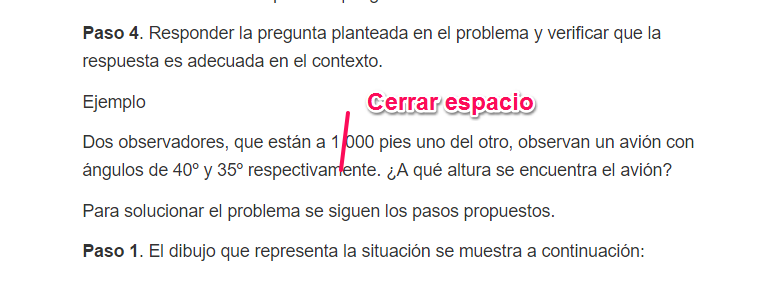 Paso 4. Responder la pregunta planteada en el problema y verificar que la
respuesta es adecuada en el contexto.
Ejemplo
Cerrar espacio
Dos observadores, que están a 1 000 pies uno del otro, observan un avión con
ángulos de 40º y 35º respectivamente. ¿A qué altura se encuentra el avión?
Para solucionar el problema se siguen los pasos propuestos.
Paso 1. El dibujo que representa la situación se muestra a continuación: